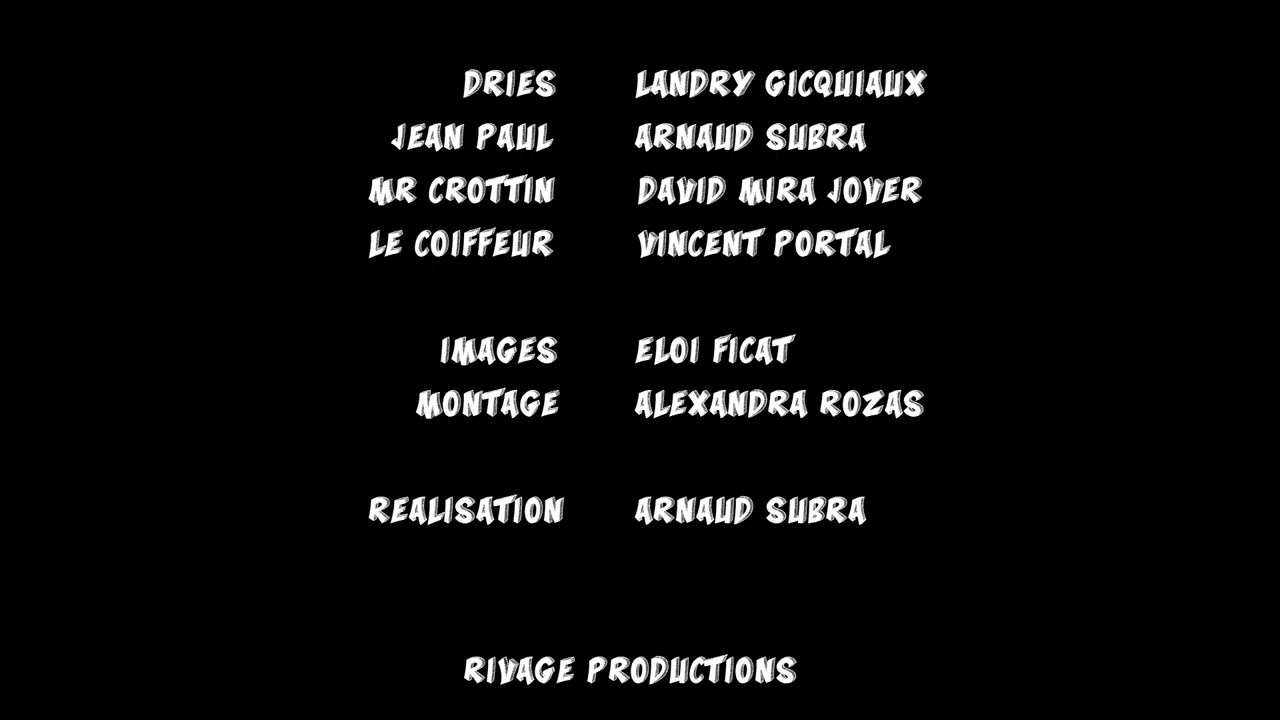 DRIES LANDRY GICQUIAUX
JEAN PAUL ARNAUD SUBRA
MR CROTTIN DAVID MIRA JOVER
LE COIFFEUR VINCENT PORTAL
IMAGES ELOI FICAT
MONTAGE ALEXANDRA ROZAS
REALISATION ARNAUD SUBRA
RIVAGE PRODUCTIONS